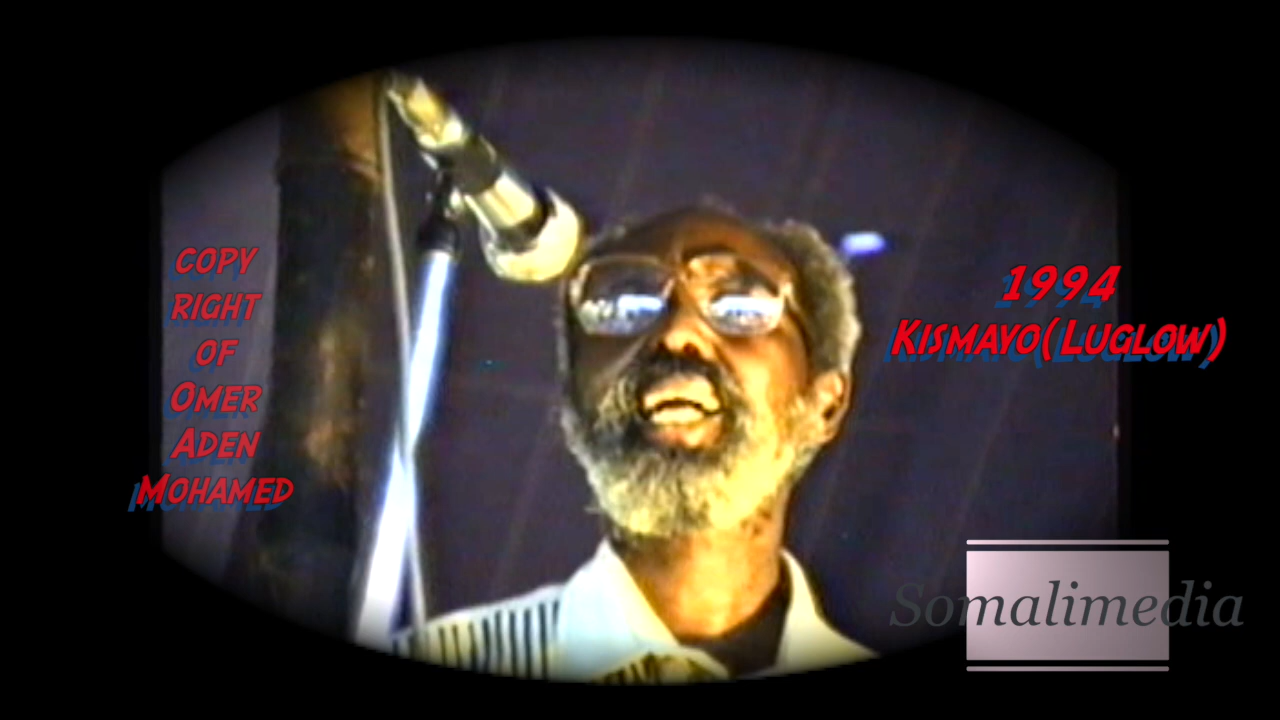 COPY
RIGHT
OF
OMER
ADEN
MOHAMED
1994
KISMAYO(LUGLOW)
Somalimedia